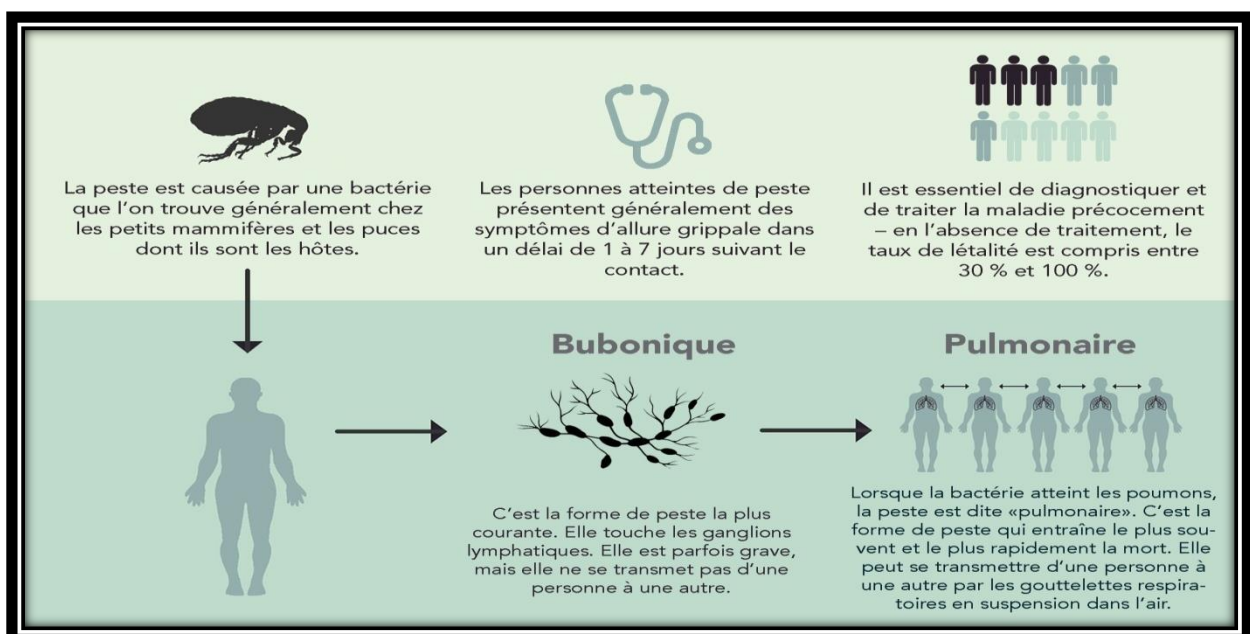 La peste est causée par une bactérie
que l'on trouve généralement chez
les petits mammifères et les puces
dont ils sont les hôtes.
Les personnes atteintes de peste
présentent généralement des
symptômes d'allure grippale dans
un délai de 1 à 7 jours suivant le
contact.
Il est essentiel de diagnostiquer et
de traiter la maladie précocement
– en l'absence de traitement, le
taux de létalité est compris entre
30 % et 100 %.
Bubonique
C'est la forme de peste la plus
courante. Elle touche les ganglions
lymphatiques. Elle est parfois grave,
mais elle ne se transmet pas d'une
personne à une autre.
Pulmonaire
Lorsque la bactérie atteint les poumons,
la peste est dite «pulmonaire». C'est la
forme de peste qui entraîne le plus sou-
vent et le plus rapidement la mort. Elle
peut se transmettre d'une personne à
une autre par les gouttelettes respira-
toires en suspension dans l'air.